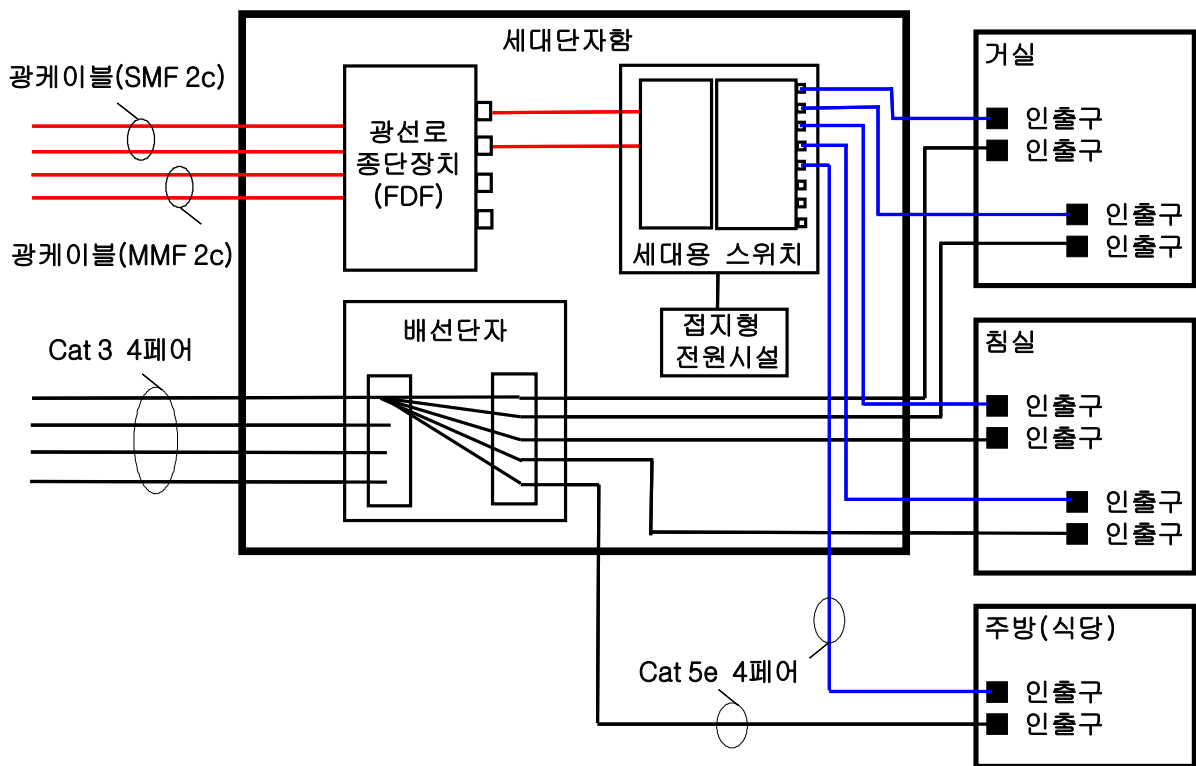 세대단자함
광케이블(SMF 2c)
광케이블(MMF 2c)
광선로
종단장치
(FDF)
세대용 스위치
접지형
전원시설
배선단자
Cat 3 4페어
Cat 5e 4페어
거실
인출구
인출구
인출구
인출구
침실
인출구
인출구
인출구
인출구
주방(식당)
인출구
인출구